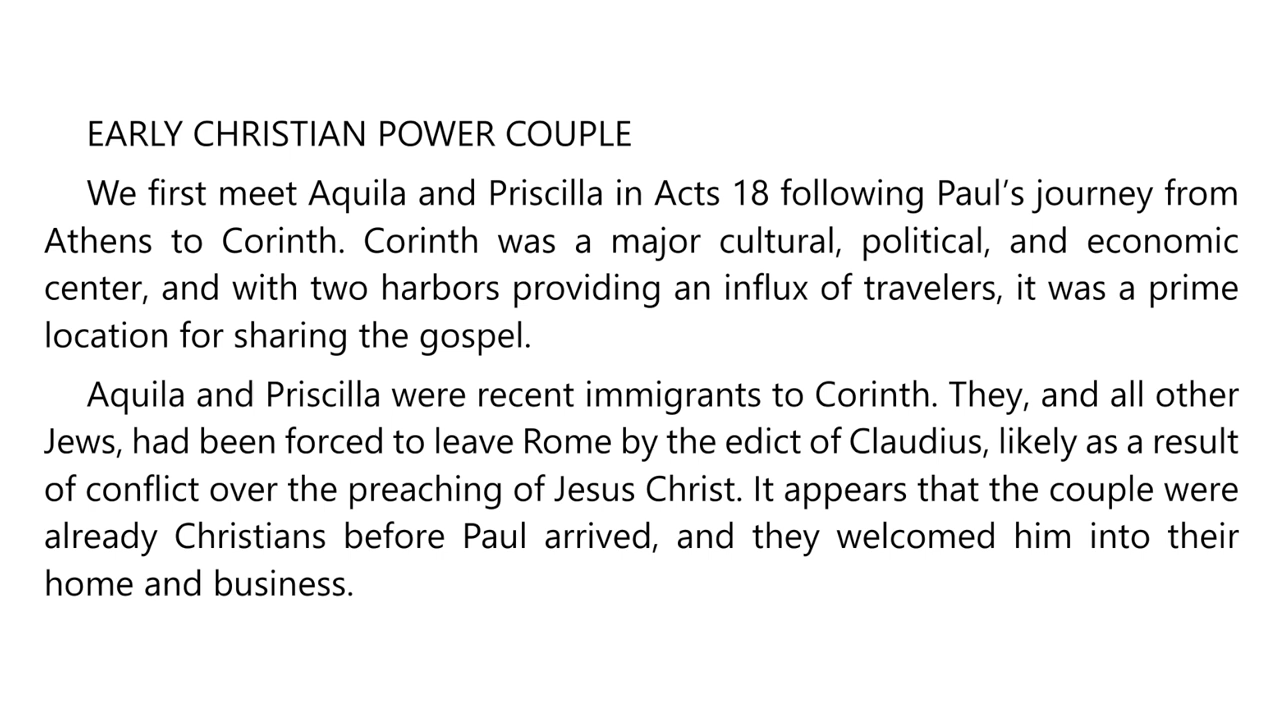 EARLY CHRISTIAN POWER COUPLE
We first meet Aquila and Priscilla in Acts 18 following Paul’s journey from
Athens to Corinth. Corinth was a major cultural, political, and economic
center, and with two harbors providing an influx of travelers, it was a prime
location for sharing the gospel.
Aquila and Priscilla were recent immigrants to Corinth. They, and all other
Jews, had been forced to leave Rome by the edict of Claudius, likely as a result
of conflict over the preaching of Jesus Christ. It appears that the couple were
already Christians before Paul arrived, and they welcomed him into their
home and business.